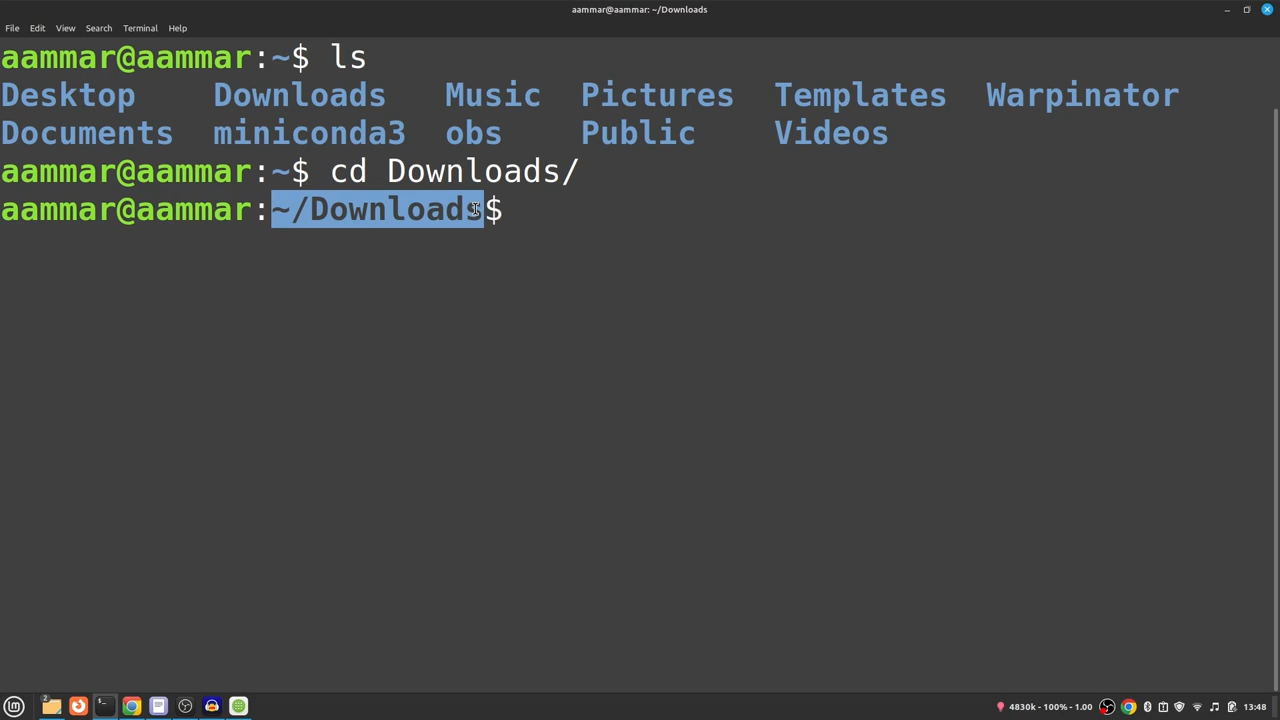 aammar@aammar: ~/Downloads
File Edit View Search Terminal Help
aammar@aammar:~$ ls
Desktop Downloads Music Pictures Templates Warpinator
Documents miniconda3 obs Public Videos
aammar@aammar:~$ cd Downloads/
aammar@aammar:~/Downloads$
2
4830k - 100% - 1.00
13:48